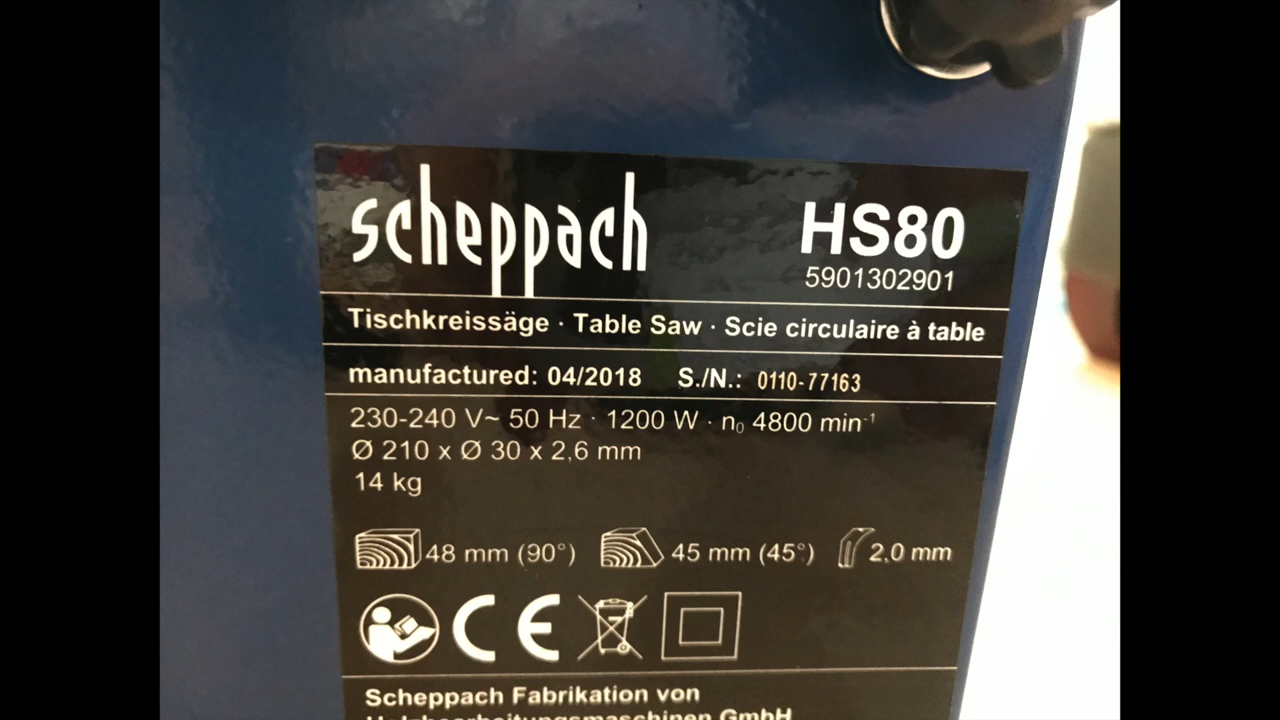 scheppach
HS80
5901302901
Tischkreissäge · Table Saw · Scie circulaire à table
manufactured: 04/2018 S./N.: 0110-77163
230-240 V~ 50 Hz · 1200 W · n₀ 4800 min⁻¹
Ø 210 x Ø 30 x 2,6 mm
14 kg
48 mm (90°) 45 mm (45°) 2,0 mm
CE
Scheppach Fabrikation von
Holzbearbeitungsmaschinen GmbH